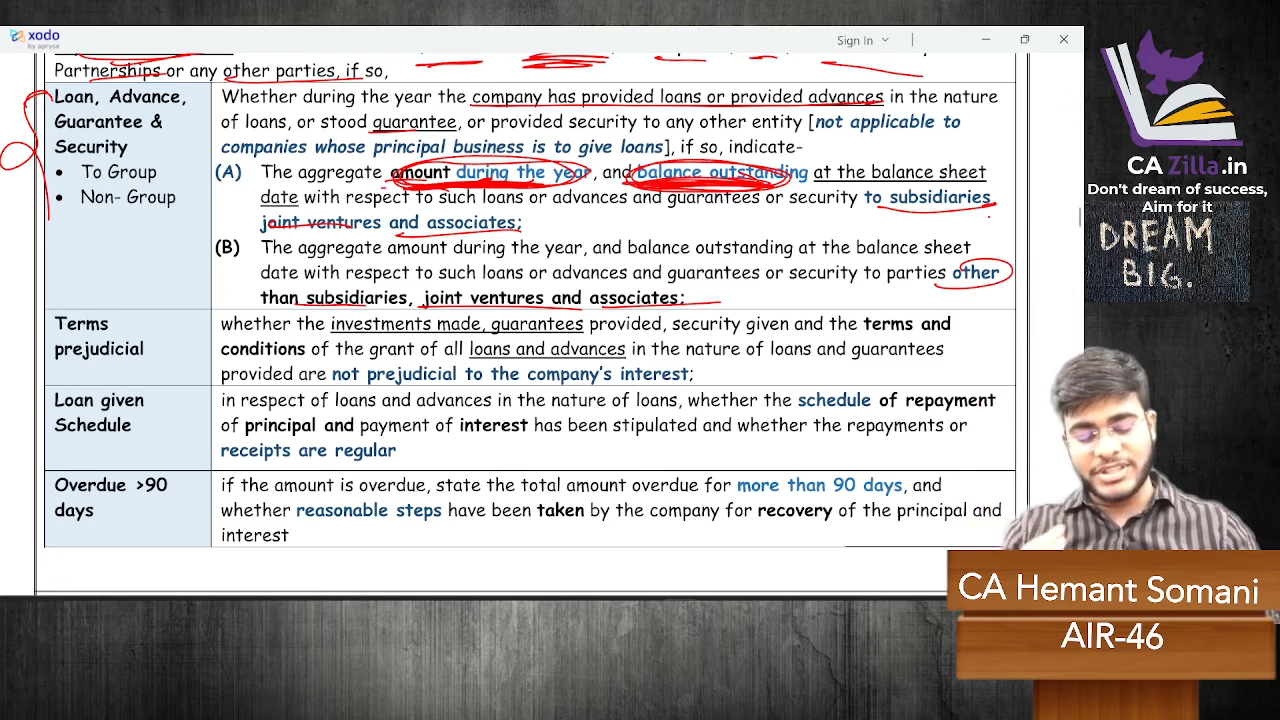 xodo
by apryse
Sign In
Partnerships or any other parties, if so,
Loan, Advance,
Guarantee &
Security
• To Group
• Non- Group
Whether during the year the company has provided loans or provided advances in the nature
of loans, or stood guarantee, or provided security to any other entity [not applicable to
companies whose principal business is to give loans], if so, indicate-
(A) The aggregate amount during the year, and balance outstanding at the balance sheet
date with respect to such loans or advances and guarantees or security to subsidiaries,
joint ventures and associates;
(B) The aggregate amount during the year, and balance outstanding at the balance sheet
date with respect to such loans or advances and guarantees or security to parties other
than subsidiaries, joint ventures and associates;
Terms
prejudicial
whether the investments made, guarantees provided, security given and the terms and
conditions of the grant of all loans and advances in the nature of loans and guarantees
provided are not prejudicial to the company's interest;
Loan given
Schedule
in respect of loans and advances in the nature of loans, whether the schedule of repayment
of principal and payment of interest has been stipulated and whether the repayments or
receipts are regular
Overdue >90
days
if the amount is overdue, state the total amount overdue for more than 90 days, and
whether reasonable steps have been taken by the company for recovery of the principal and
interest
CA Zilla.in
Don't dream of success,
Aim for it
DREAM
BIG.
CA Hemant Somani
AIR-46